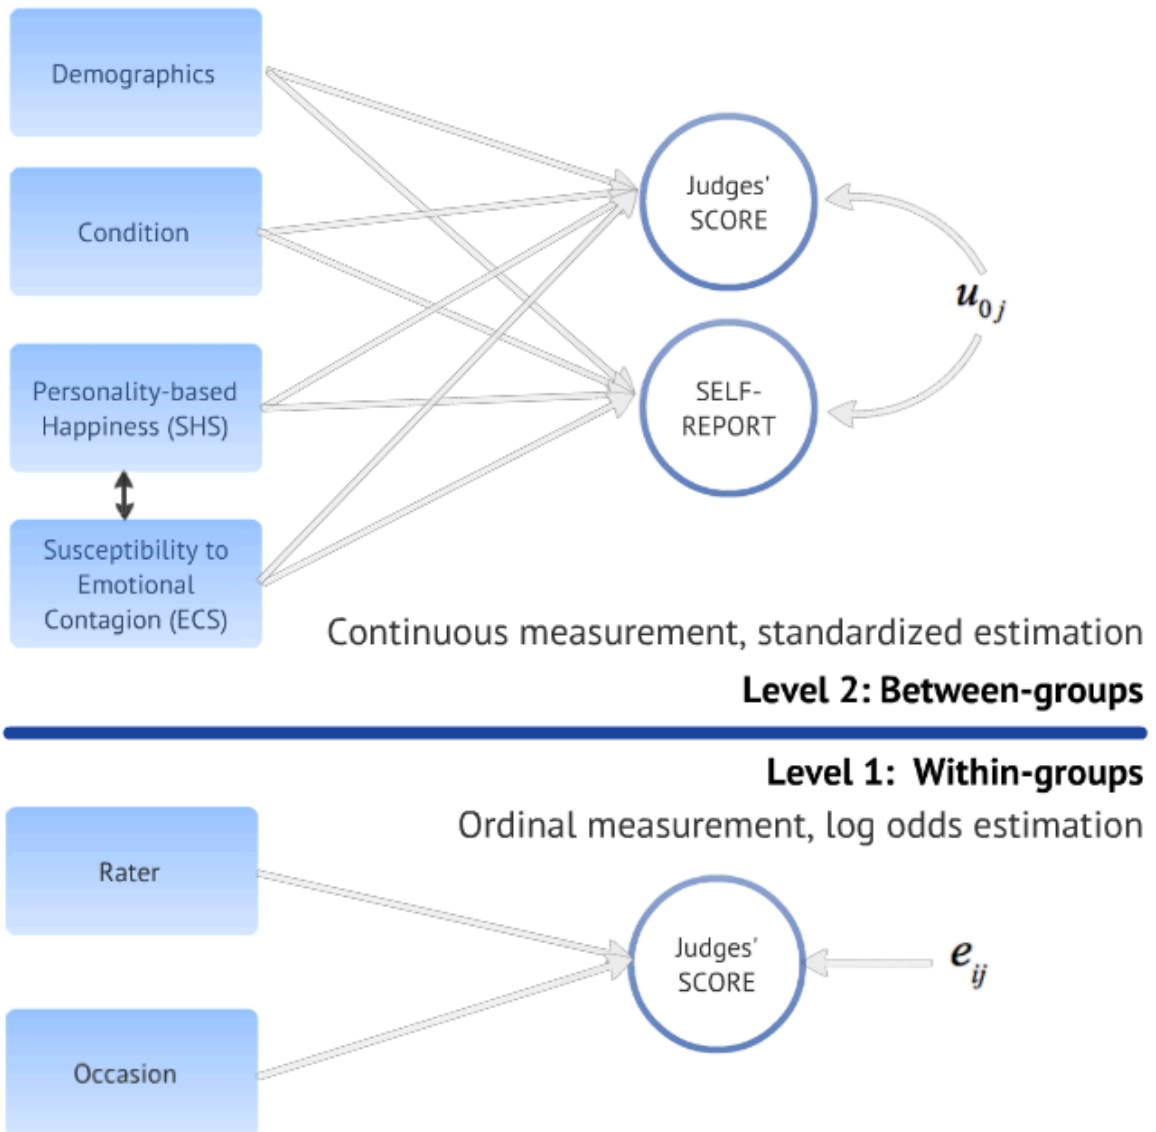 Demographics
Condition
Personality-based
Happiness (SHS)
Susceptibility to
Emotional
Contagion (ECS)
Judges'
SCORE
SELF-
REPORT
u0j
Continuous measurement, standardized estimation
Level 2: Between-groups
Level 1:  Within-groups
Ordinal measurement, log odds estimation
Rater
Occasion
Judges'
SCORE
eij